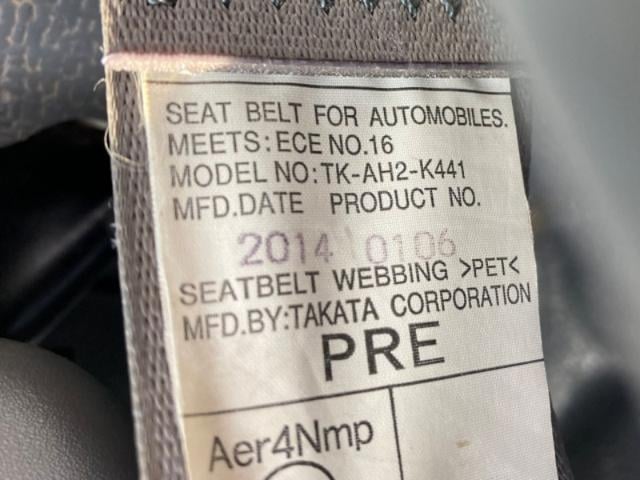 SEAT BELT FOR AUTOMOBILES.
MEETS: ECE NO.16
MODEL NO: TK-AH2-K441
MFD.DATE PRODUCT NO.
2014 0106
SEATBELT WEBBING >PET<
MFD.BY: TAKATA CORPORATION
PRE
Aer4Nmp